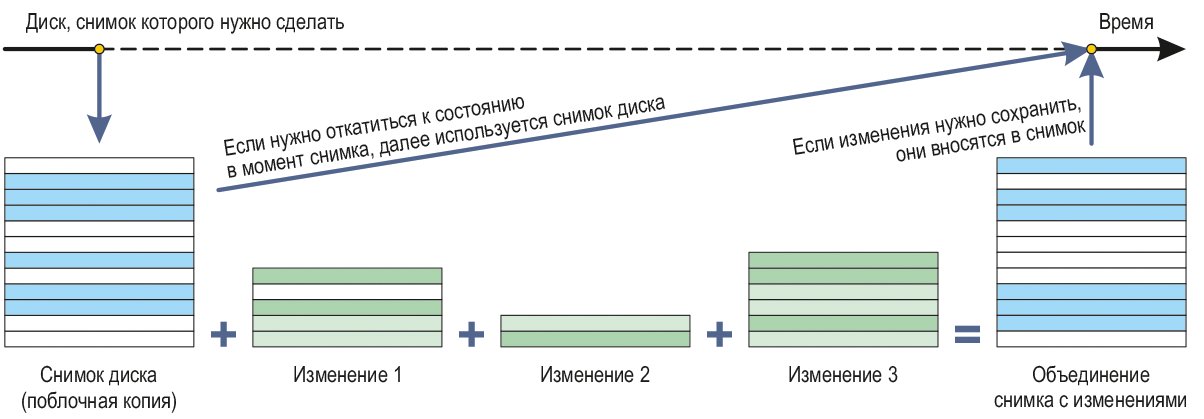 Диск, снимок которого нужно сделать
Время
Если нужно откатиться к состоянию
в момент снимка, далее используется снимок диска
Если изменения нужно сохранить,
они вносятся в снимок
+
+
+
=
Снимок диска
(поблочная копия)
Изменение 1
Изменение 2
Изменение 3
Объединение
снимка с изменениями